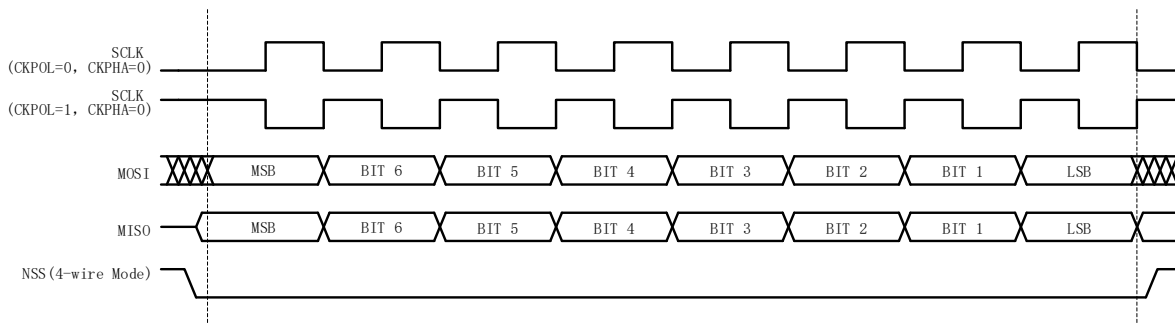 SCLK
(CKPOL=0, CKPHA=0)
SCLK
(CKPOL=1, CKPHA=0)
MOSI MSB BIT 6 BIT 5 BIT 4 BIT 3 BIT 2 BIT 1 LSB
MISO MSB BIT 6 BIT 5 BIT 4 BIT 3 BIT 2 BIT 1 LSB
NSS(4-wire Mode)